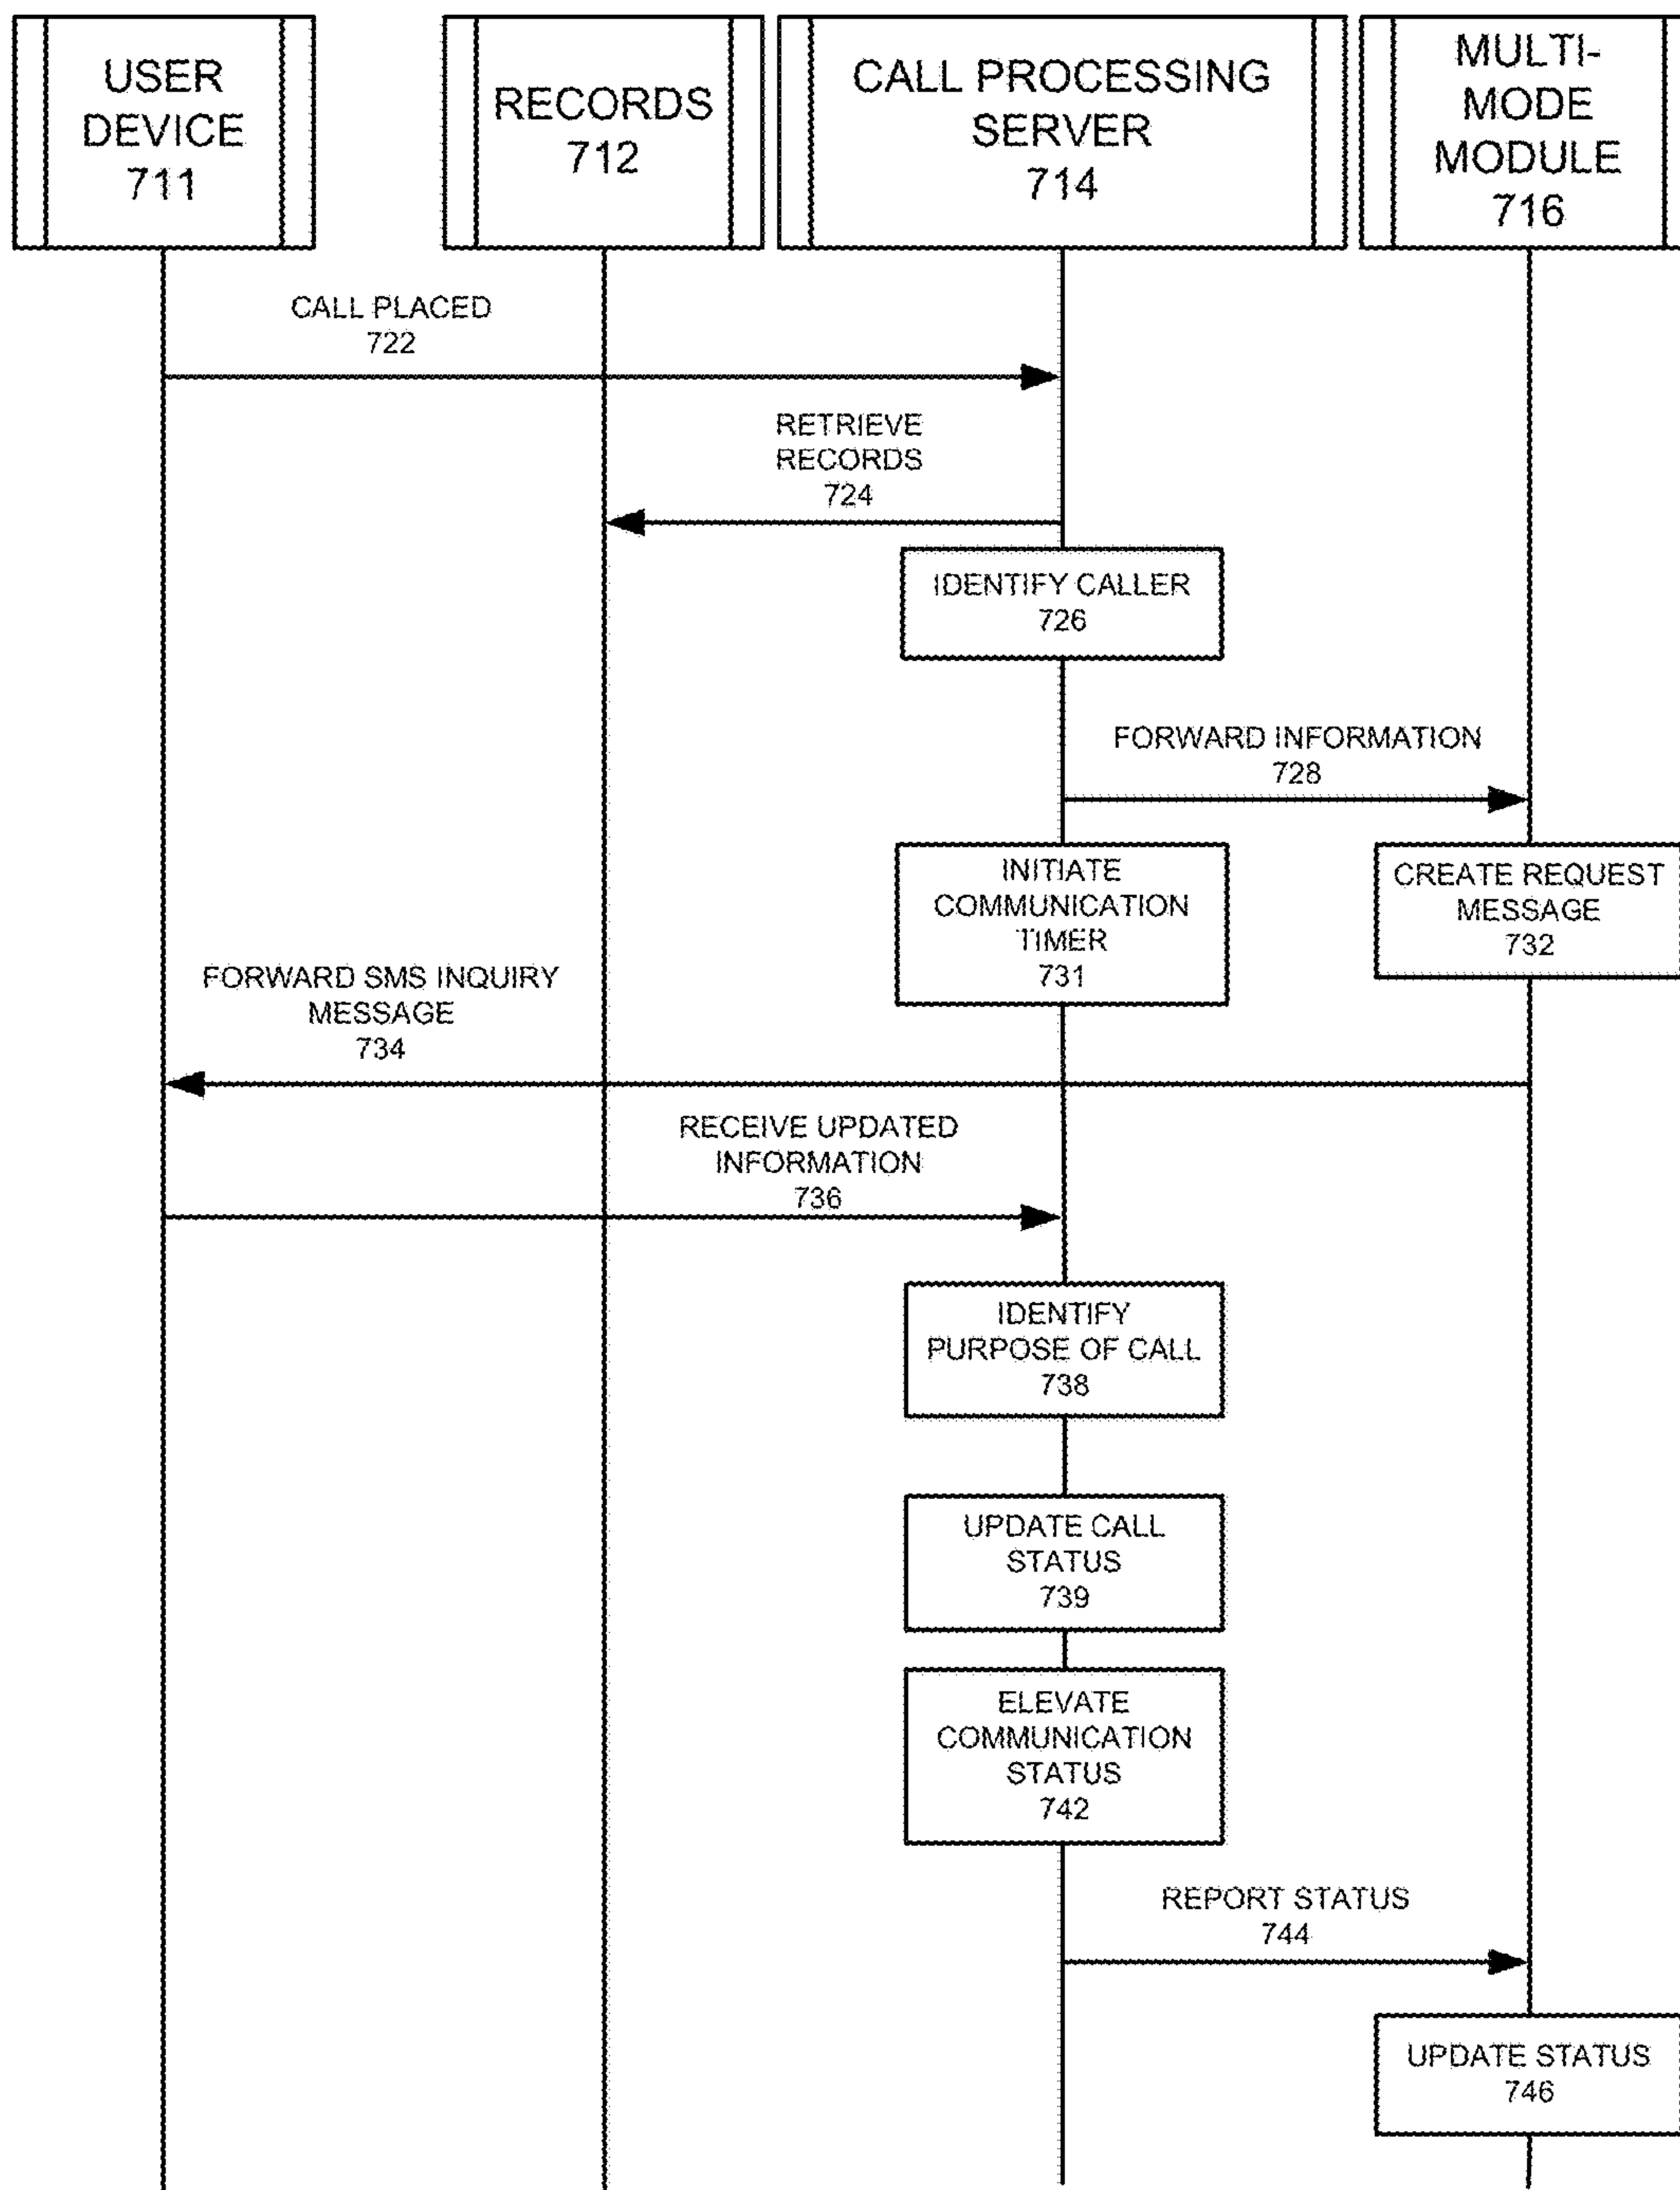 USER
DEVICE
711
RECORDS
712
CALL PROCESSING
SERVER
714
MULTI-
MODE
MODULE
716
CALL PLACED
722
RETRIEVE
RECORDS
724
IDENTIFY CALLER
726
FORWARD INFORMATION
728
INITIATE
COMMUNICATION
TIMER
731
CREATE REQUEST
MESSAGE
732
FORWARD SMS INQUIRY
MESSAGE
734
RECEIVE UPDATED
INFORMATION
736
IDENTIFY
PURPOSE OF CALL
738
UPDATE CALL
STATUS
739
ELEVATE
COMMUNICATION
STATUS
742
REPORT STATUS
744
UPDATE STATUS
746